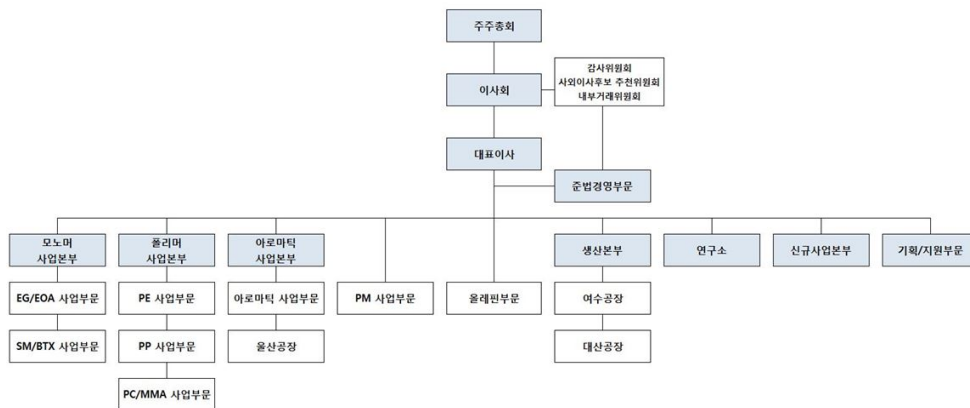 주주총회
감사위원회
사외이사후보 추천위원회
내부거래위원회
이사회
대표이사
준법경영부문
모노머
사업본부
폴리머
사업본부
아로마틱
사업본부
생산본부
연구소
신규사업본부
기획/지원부문
EG/EOA 사업부문
PE 사업부문
아로마틱 사업부문
PM 사업부문
올레핀부문
여수공장
SM/BTX 사업부문
PP 사업부문
울산공장
대산공장
PC/MMA 사업부문